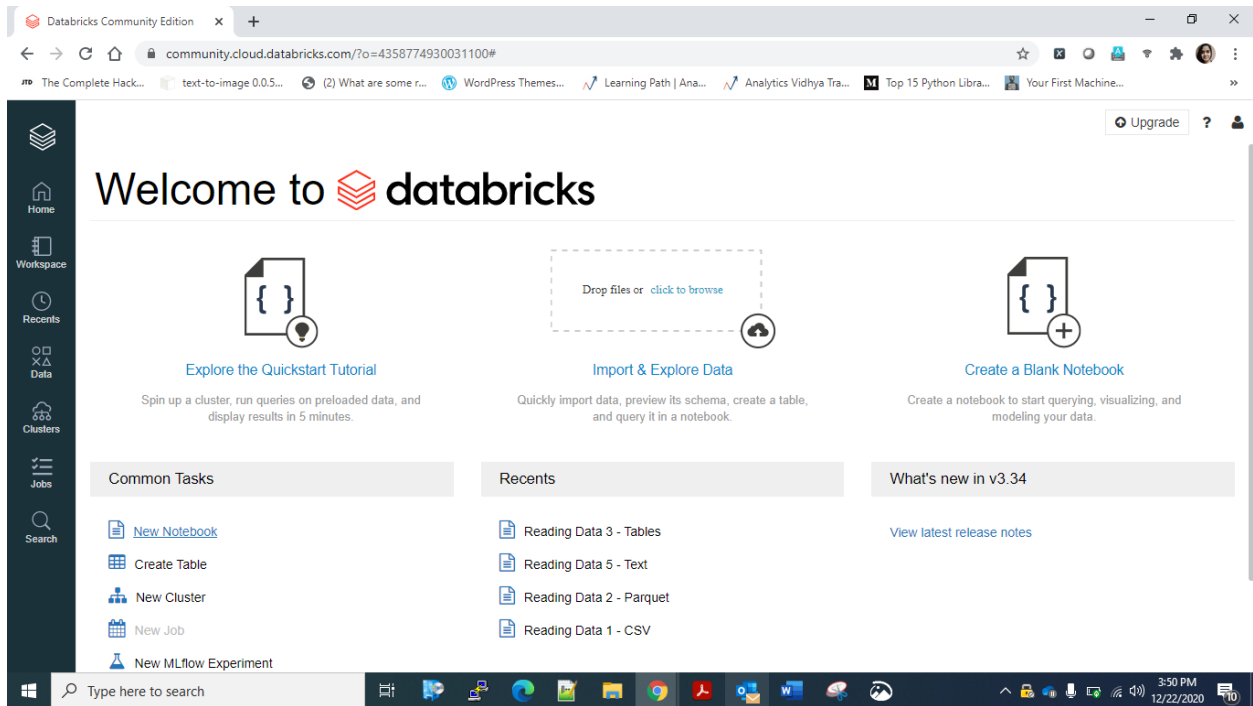 Databricks Community Edition
community.cloud.databricks.com/?o=4358774930031100#
JTD The Complete Hack... text-to-image 0.0.5... (2) What are some r... WordPress Themes... Learning Path | Ana... Analytics Vidhya Tra... M Top 15 Python Libra... Your First Machine... »
Upgrade ?
Home
Workspace
Recents
Data
Clusters
Jobs
Search
Welcome to databricks
{ }
Drop files or click to browse
{ }
Explore the Quickstart Tutorial
Spin up a cluster, run queries on preloaded data, and
display results in 5 minutes.
Import & Explore Data
Quickly import data, preview its schema, create a table,
and query it in a notebook.
Create a Blank Notebook
Create a notebook to start querying, visualizing, and
modeling your data.
Common Tasks
New Notebook
Create Table
New Cluster
New Job
New MLflow Experiment
Recents
Reading Data 3 - Tables
Reading Data 5 - Text
Reading Data 2 - Parquet
Reading Data 1 - CSV
What's new in v3.34
View latest release notes
Type here to search
3:50 PM
12/22/2020